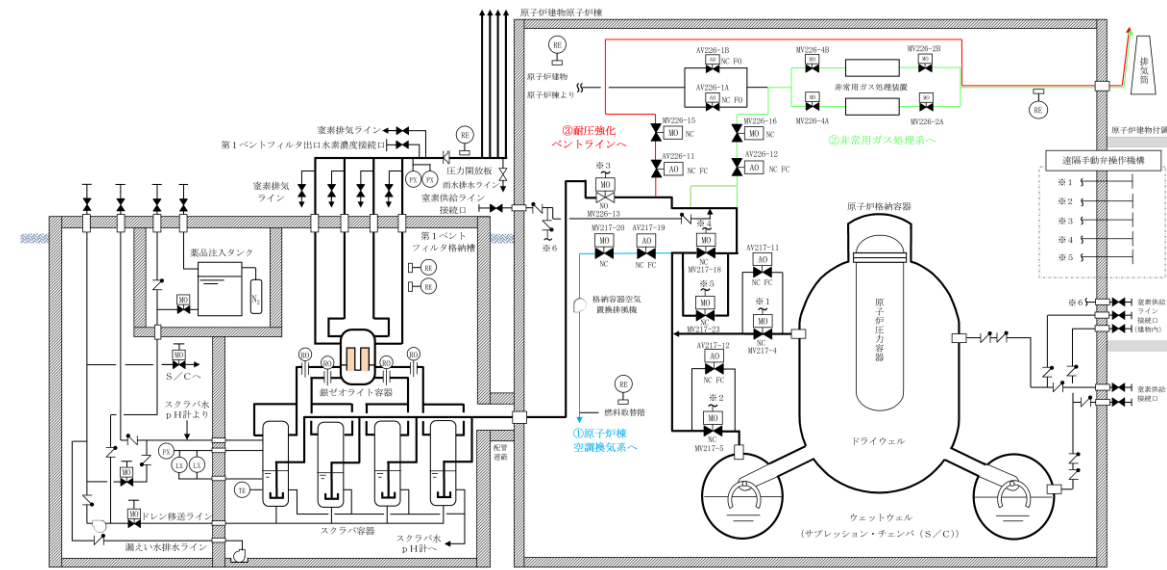 原子炉建物原子炉棟
RE
原子炉建物
原子炉棟より
AV226-1B
AO
NC FO
AV226-1A
AO
NC FO
MV226-4B
MO
MV226-2B
MO
非常用ガス処理装置
MO
MV226-4A
MO
MV226-2A
②非常用ガス処理系へ
RE
排気筒
原子炉建物付属
遠隔手動弁操作機構
※1
※2
※3
※4
※5
③耐圧強化
ベントラインへ
MV226-15
MO
NC
AV226-11
AO
NC FC
MV226-16
MO
NC
AV226-12
AO
NC FC
窒素排気ライン
第1ベントフィルタ出口水素濃度接続口
RE
PX
PX
圧力開放板
雨水排水ライン
窒素供給ライン
接続口
窒素排気
ライン
※3
MO
NO
MV226-13
※6
MV217-20
MO
NC
AV217-19
AO
NC FC
※4
MO
NC
MV217-18
※5
MO
NC
MV217-23
AV217-11
AO
NC FC
※1
MO
NC
MV217-4
AV217-12
AO
NC FC
※2
MO
NC
MV217-5
格納容器空気
置換排風機
RE
燃料取替階
①原子炉棟
空調換気系へ
原子炉格納容器
原子炉圧力容器
ドライウェル
ウェットウェル
(サプレッション・チェンバ(S/C))
※6
窒素供給
ライン
接続口
(建物内)
窒素供給
接続口
第1ベント
フィルタ格納槽
RE
RE
薬品注入タンク
N2
MO
MO
S/Cへ
スクラバ水
pH計より
RO
RO
RO
RO
銀ゼオライト容器
配管
遮蔽
PX
LX
LX
TE
MO
MO
ドレン移送ライン
漏えい水排水ライン
スクラバ容器
スクラバ水
pH計へ